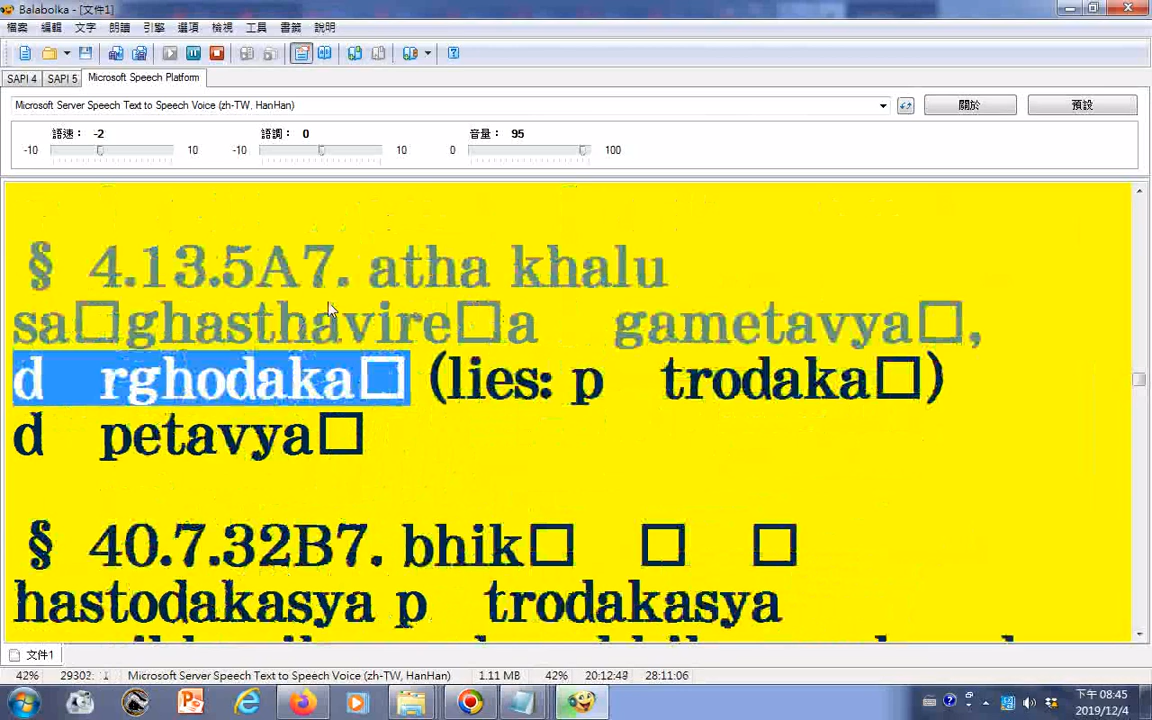 Balabolka - [文件1]
檔案 編輯 文字 朗讀 引擎 選項 檢視 工具 書籤 說明
SAPI 4 SAPI 5 Microsoft Speech Platform
Microsoft Server Speech Text to Speech Voice (zh-TW, HanHan) 關於 預設
語速： -2 語調： 0 音量： 95
-10 10 -10 10 0 100
§ 4.13.5A7. atha khalu
sa□ghasthavire□a gametavya□,
d rghodaka□ (lies: p trodaka□)
d petavya□
§ 40.7.32B7. bhik□ □ □
hastodakasya p trodakasya
文件1
42% Microsoft Server Speech Text to Speech Voice (zh-TW, HanHan) 1.11 MB 42% 20:12:49 28:11:06
下午 08:45
2019/12/4